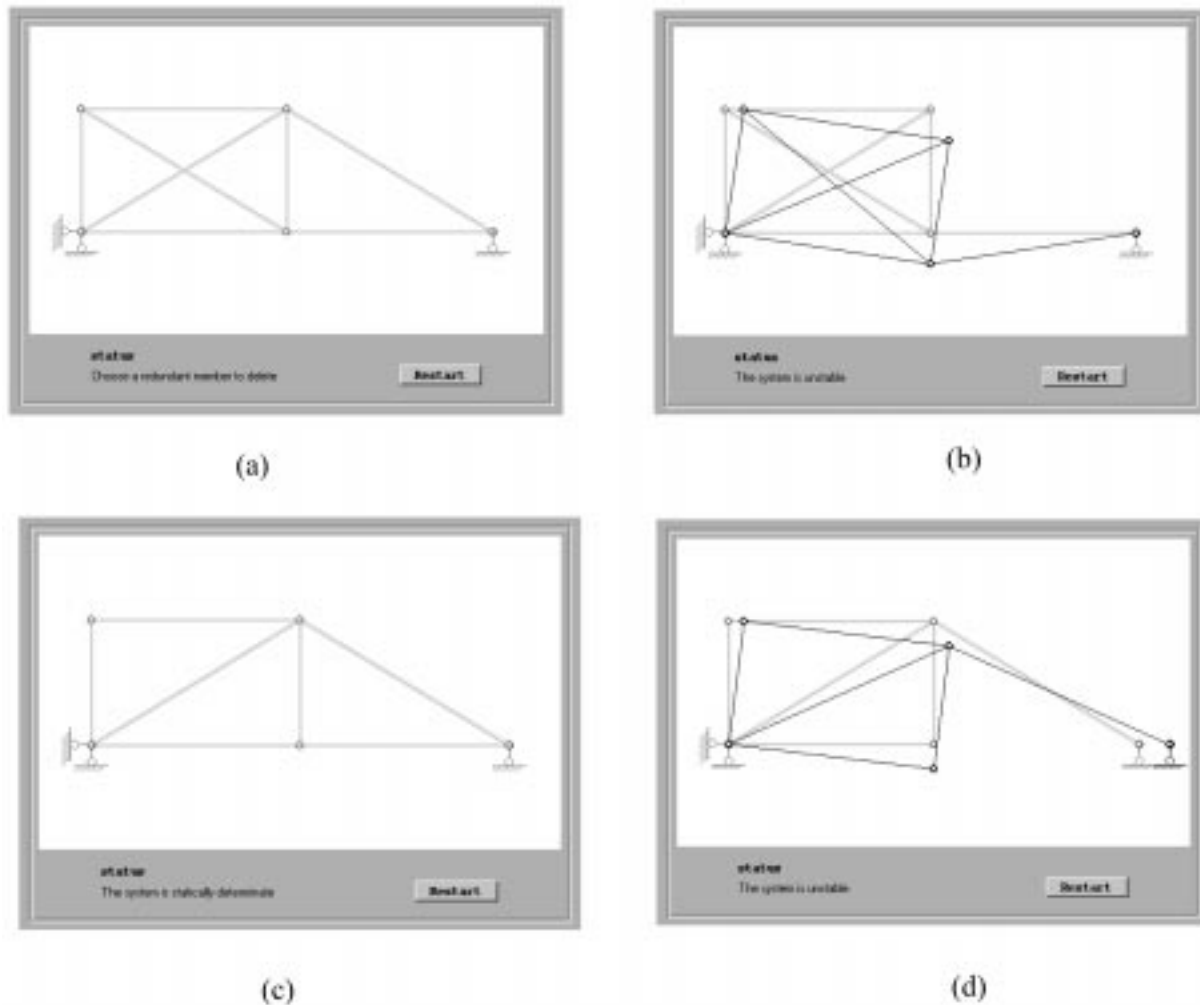 status
Choose a redundant member to delete
Restart
(a)
status
The system is unstable
Restart
(b)
status
The system is statically determinate
Restart
(c)
status
The system is unstable
Restart
(d)